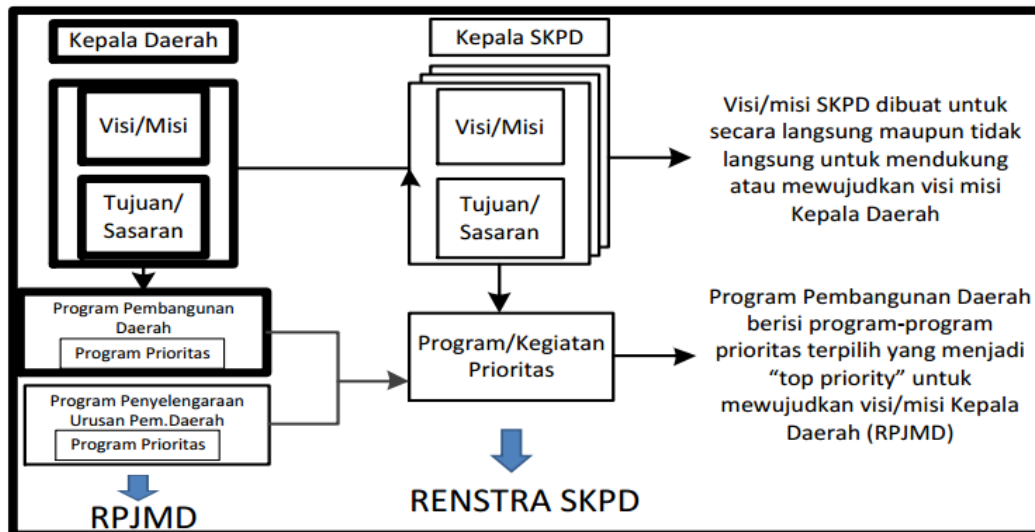 Kepala Daerah
Visi/Misi
Tujuan/
Sasaran
Program Pembangunan
Daerah
Program Prioritas
Program Penyelengaraan
Urusan Pem.Daerah
Program Prioritas
RPJMD
Kepala SKPD
Visi/Misi
Tujuan/
Sasaran
Program/Kegiatan
Prioritas
RENSTRA SKPD
Visi/misi SKPD dibuat untuk
secara langsung maupun tidak
langsung untuk mendukung
atau mewujudkan visi misi
Kepala Daerah
Program Pembangunan Daerah
berisi program-program
prioritas terpilih yang menjadi
“top priority” untuk
mewujudkan visi/misi Kepala
Daerah (RPJMD)